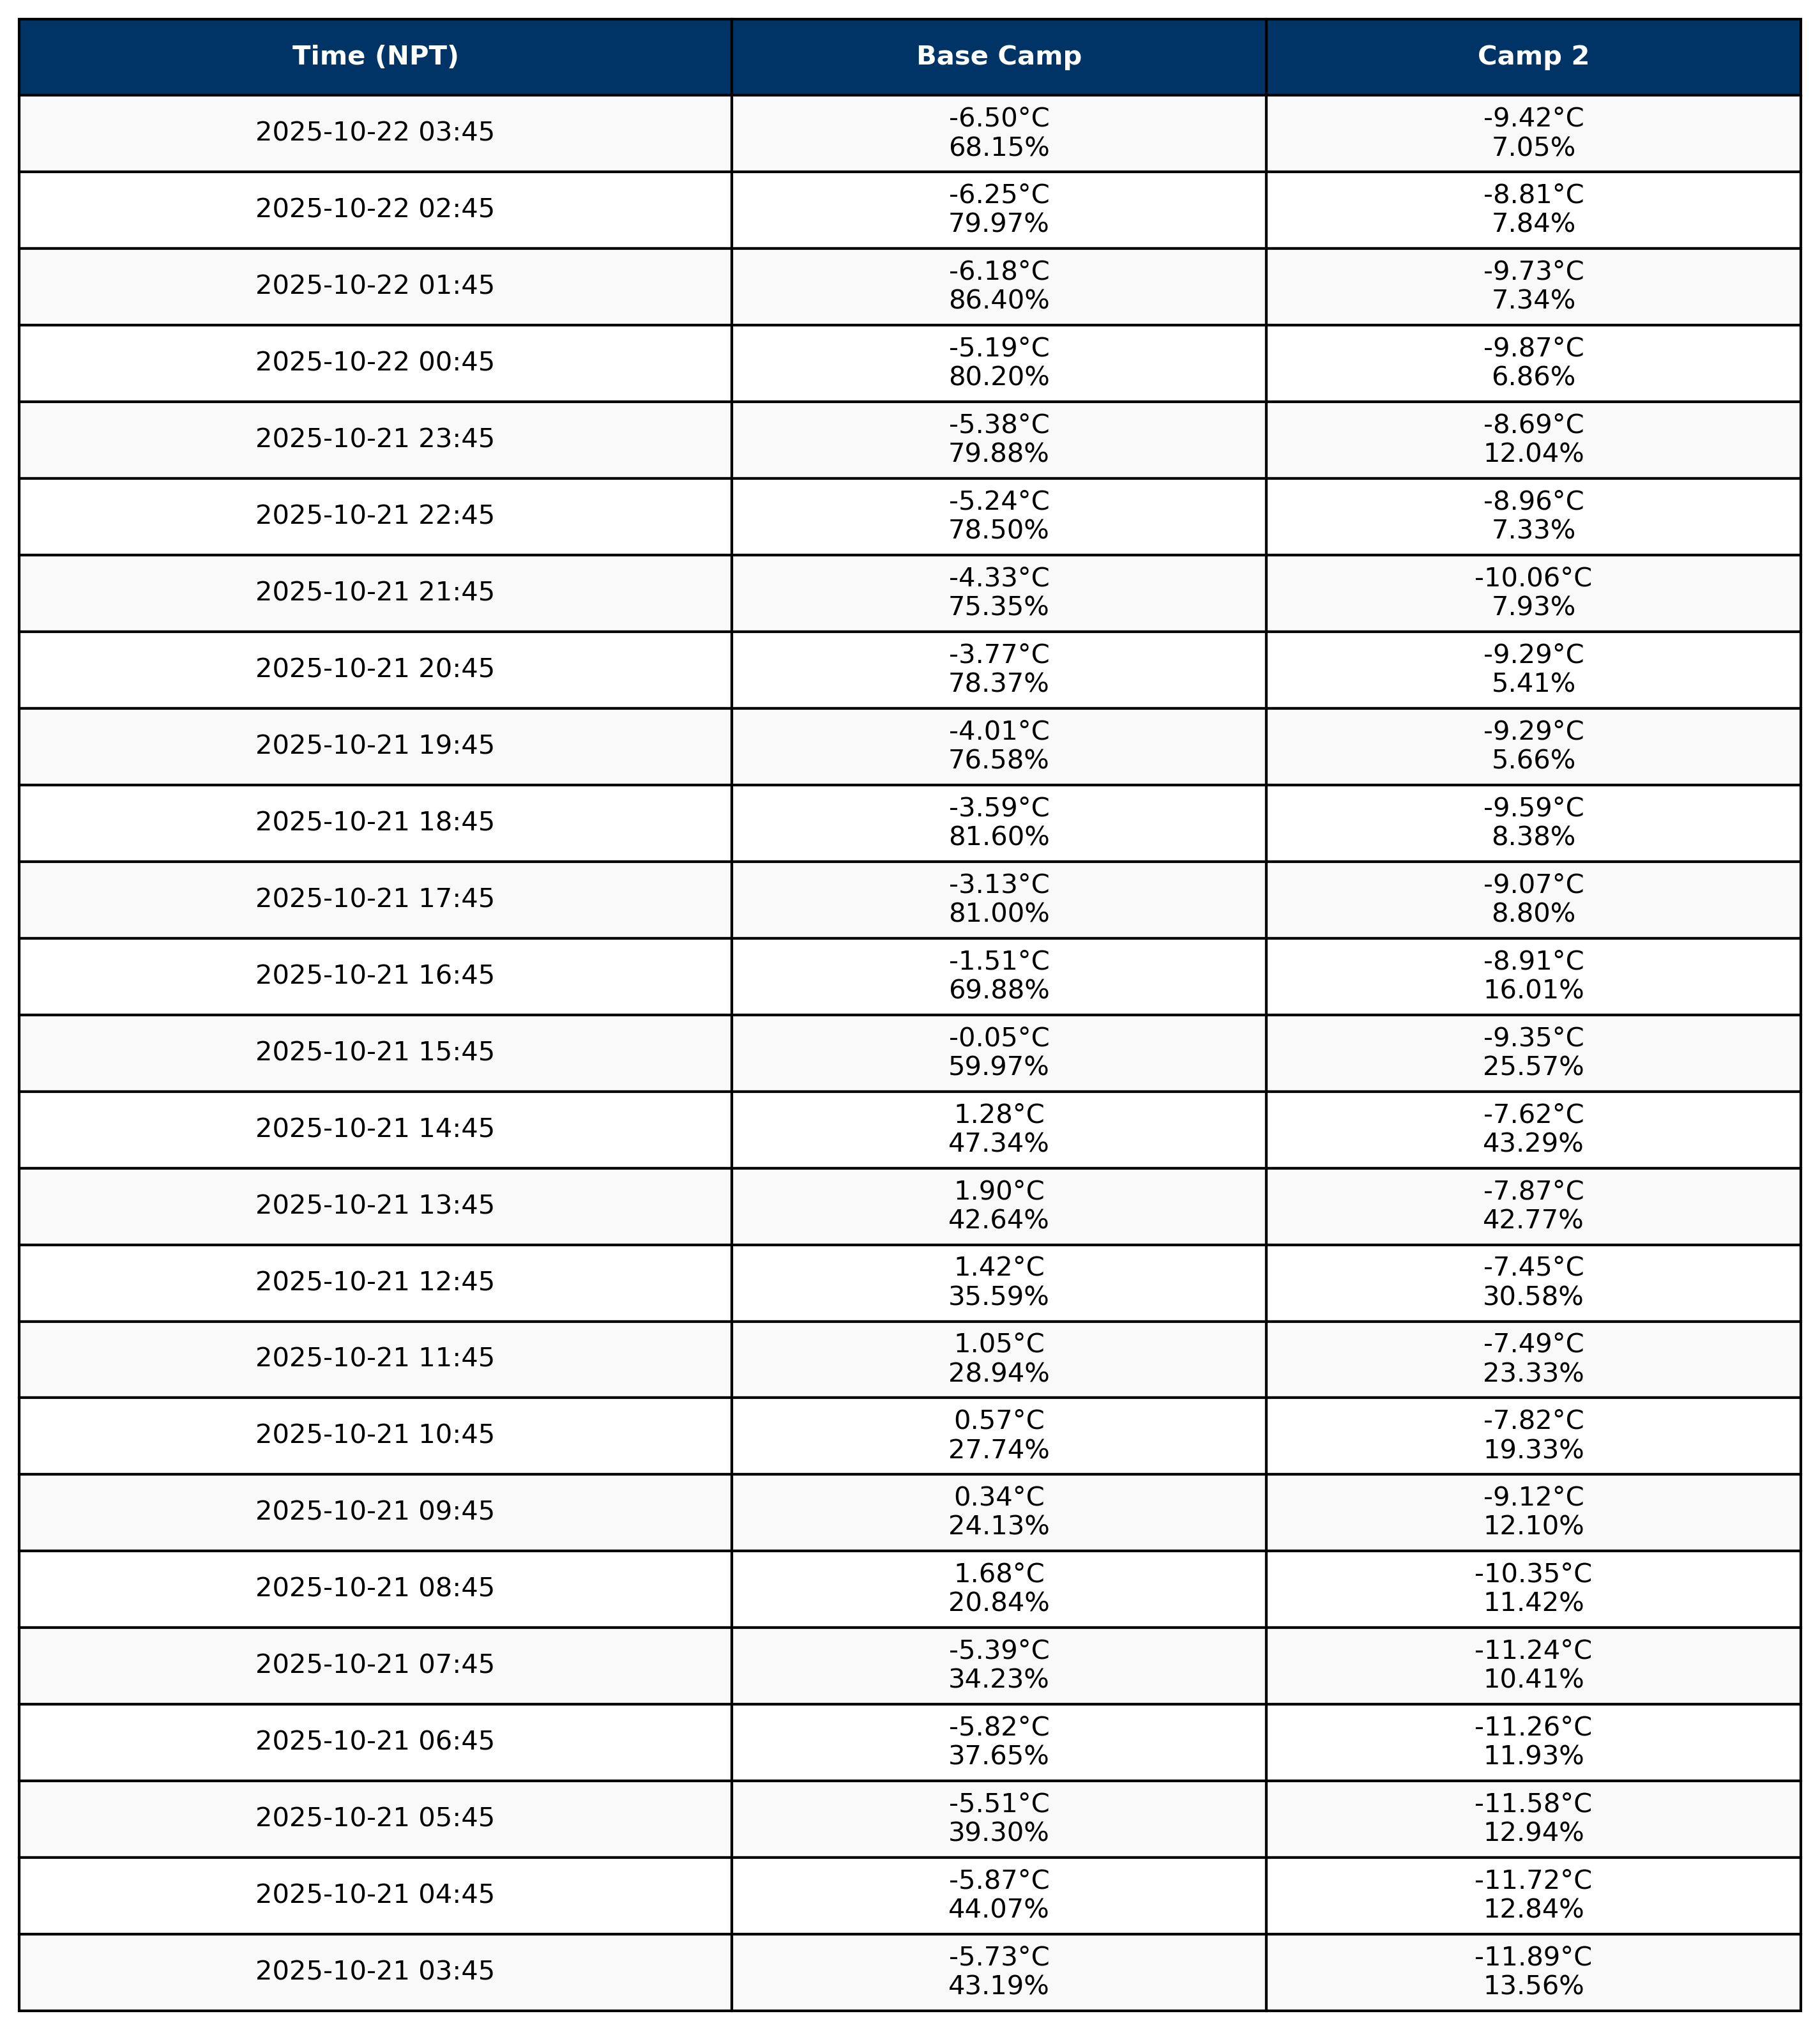 Time (NPT) Base Camp Camp 2
2025-10-22 03:45 -6.50°C -9.42°C
68.15% 7.05%
2025-10-22 02:45 -6.25°C -8.81°C
79.97% 7.84%
2025-10-22 01:45 -6.18°C -9.73°C
86.40% 7.34%
2025-10-22 00:45 -5.19°C -9.87°C
80.20% 6.86%
2025-10-21 23:45 -5.38°C -8.69°C
79.88% 12.04%
2025-10-21 22:45 -5.24°C -8.96°C
78.50% 7.33%
2025-10-21 21:45 -4.33°C -10.06°C
75.35% 7.93%
2025-10-21 20:45 -3.77°C -9.29°C
78.37% 5.41%
2025-10-21 19:45 -4.01°C -9.29°C
76.58% 5.66%
2025-10-21 18:45 -3.59°C -9.59°C
81.60% 8.38%
2025-10-21 17:45 -3.13°C -9.07°C
81.00% 8.80%
2025-10-21 16:45 -1.51°C -8.91°C
69.88% 16.01%
2025-10-21 15:45 -0.05°C -9.35°C
59.97% 25.57%
2025-10-21 14:45 1.28°C -7.62°C
47.34% 43.29%
2025-10-21 13:45 1.90°C -7.87°C
42.64% 42.77%
2025-10-21 12:45 1.42°C -7.45°C
35.59% 30.58%
2025-10-21 11:45 1.05°C -7.49°C
28.94% 23.33%
2025-10-21 10:45 0.57°C -7.82°C
27.74% 19.33%
2025-10-21 09:45 0.34°C -9.12°C
24.13% 12.10%
2025-10-21 08:45 1.68°C -10.35°C
20.84% 11.42%
2025-10-21 07:45 -5.39°C -11.24°C
34.23% 10.41%
2025-10-21 06:45 -5.82°C -11.26°C
37.65% 11.93%
2025-10-21 05:45 -5.51°C -11.58°C
39.30% 12.94%
2025-10-21 04:45 -5.87°C -11.72°C
44.07% 12.84%
2025-10-21 03:45 -5.73°C -11.89°C
43.19% 13.56%